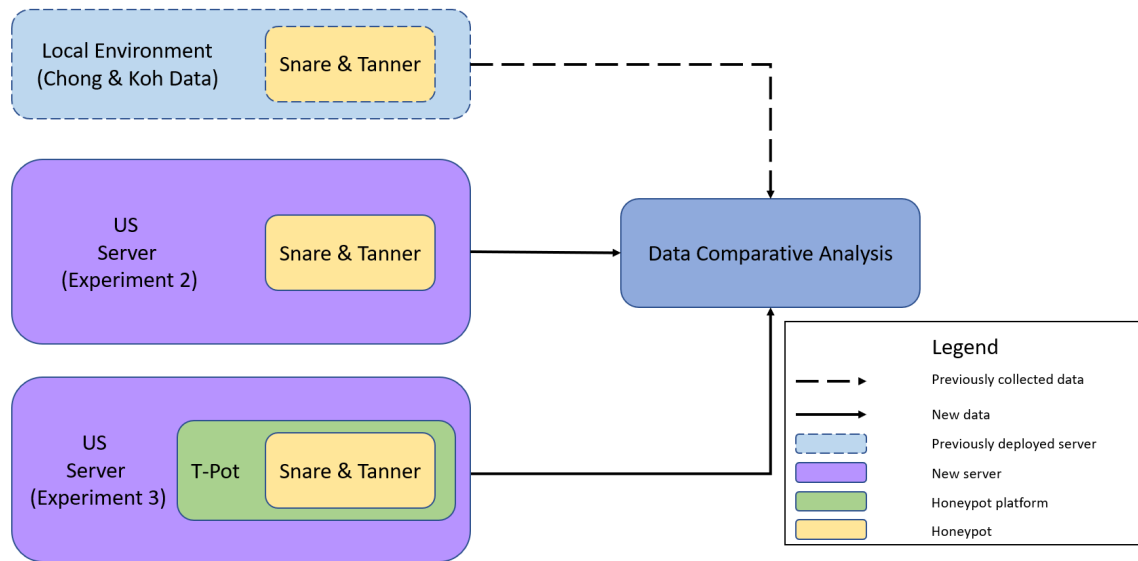 Local Environment
(Chong & Koh Data)
Snare & Tanner
US
Server
(Experiment 2)
Snare & Tanner
Data Comparative Analysis
US
Server
(Experiment 3)
T-Pot
Snare & Tanner
Legend
Previously collected data
New data
Previously deployed server
New server
Honeypot platform
Honeypot